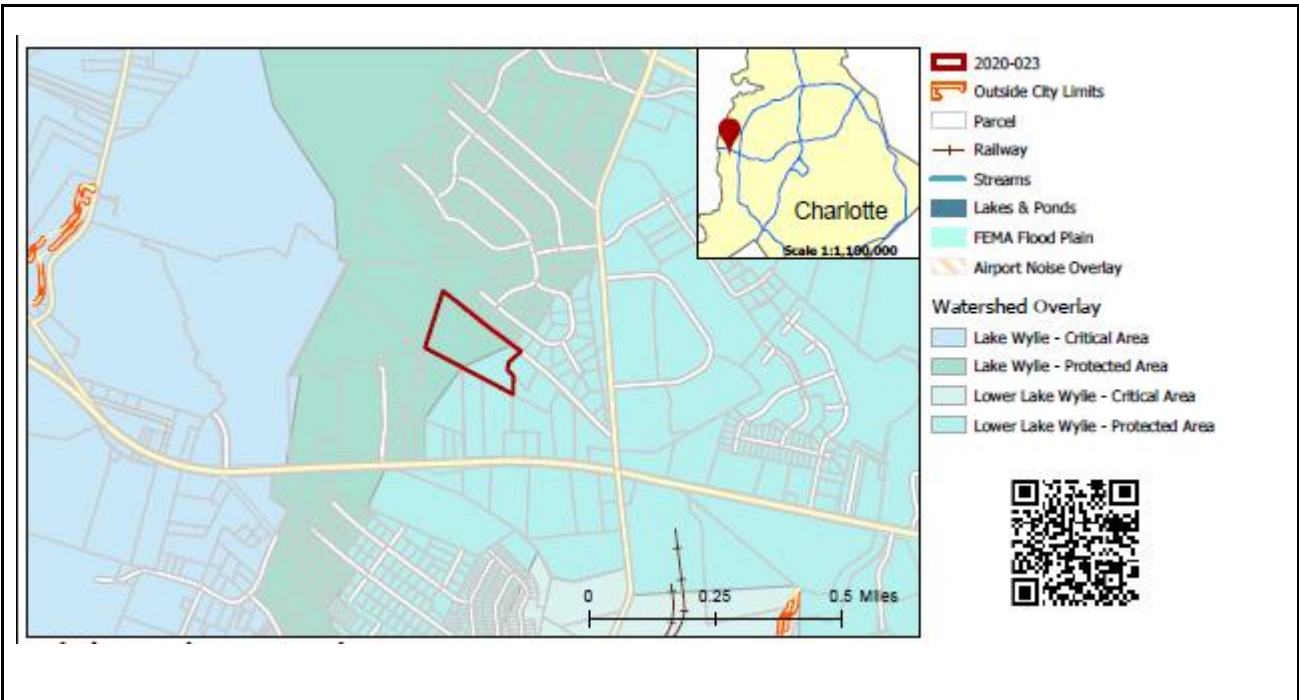 2020-023
Outside City Limits
Parcel
Railway
Streams
Lakes & Ponds
FEMA Flood Plain
Airport Noise Overlay
Watershed Overlay
Lake Wylie - Critical Area
Lake Wylie - Protected Area
Lower Lake Wylie - Critical Area
Lower Lake Wylie - Protected Area
Charlotte
Scale 1:1,180,000
0 0.25 0.5 Miles